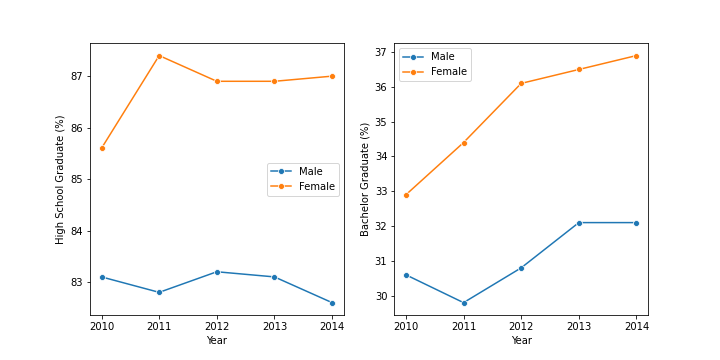 High School Graduate (%)
87
86
85
84
83
2010 2011 2012 2013 2014
Year
Male
Female
Bachelor Graduate (%)
37
36
35
34
33
32
31
30
2010 2011 2012 2013 2014
Year
Male
Female